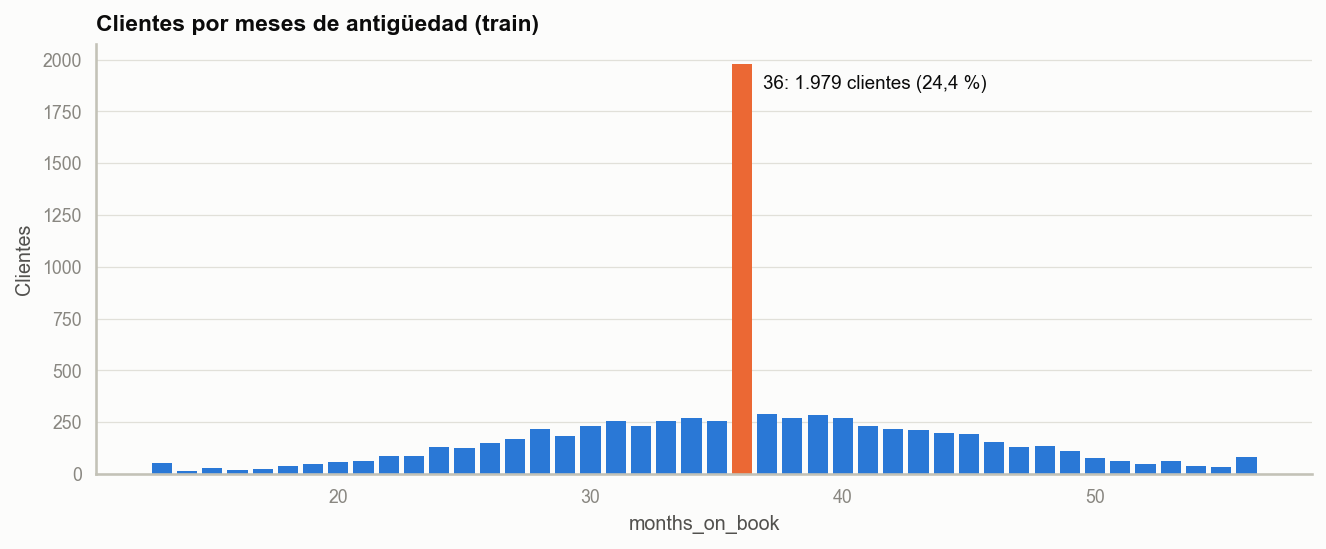 Clientes por meses de antigüedad (train)
2000
36: 1.979 clientes (24,4 %)
1750
1500
1250
Clientes
1000
750
500
250
0
20 30 40 50
months_on_book